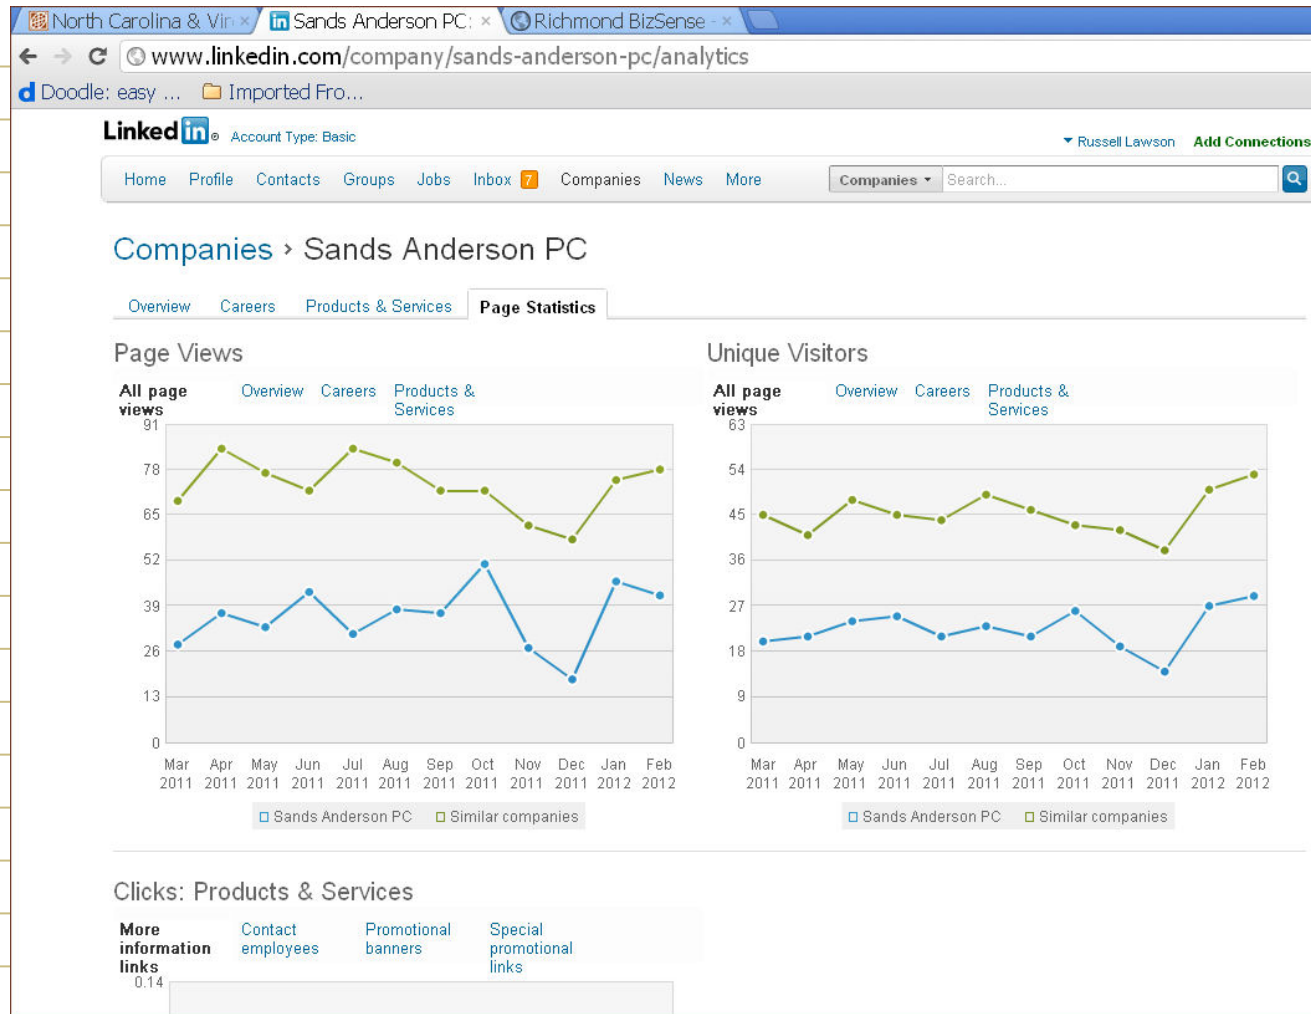 North Carolina & Vir
Sands Anderson PC:
Richmond BizSense -
www.linkedin.com/company/sands-anderson-pc/analytics
Doodle: easy ...
Imported Fro...
Linked in ® Account Type: Basic
Russell Lawson Add Connections
Home Profile Contacts Groups Jobs Inbox 7 Companies News More
Companies Search...
Companies › Sands Anderson PC
Overview Careers Products & Services Page Statistics
Page Views
All page views
Overview Careers Products & Services
91
78
65
52
39
26
13
0
Mar 2011 Apr 2011 May 2011 Jun 2011 Jul 2011 Aug 2011 Sep 2011 Oct 2011 Nov 2011 Dec 2011 Jan 2012 Feb 2012
Sands Anderson PC Similar companies
Unique Visitors
All page views
Overview Careers Products & Services
63
54
45
36
27
18
9
0
Mar 2011 Apr 2011 May 2011 Jun 2011 Jul 2011 Aug 2011 Sep 2011 Oct 2011 Nov 2011 Dec 2011 Jan 2012 Feb 2012
Sands Anderson PC Similar companies
Clicks: Products & Services
More information links
Contact employees
Promotional banners
Special promotional links
0.14